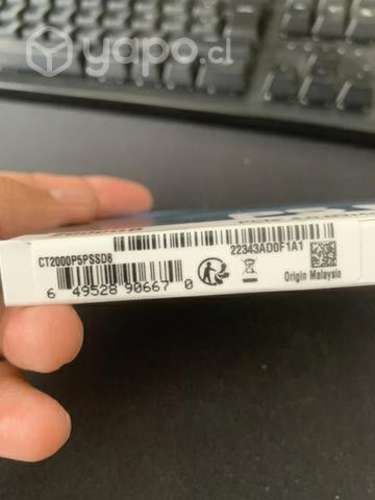 yapo.cl
CT2000P5PSSD8
22343AD0F1A1
6 49528 90667 0
Origin Malaysia